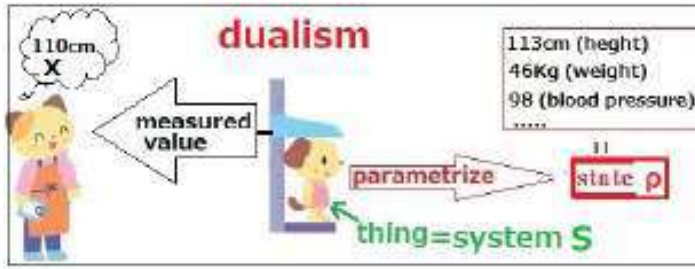 110cm
X
dualism
113cm (heght)
46Kg (weight)
98 (blood pressure)
.....
measured
value
parametrize
=
state ρ
thing=system S